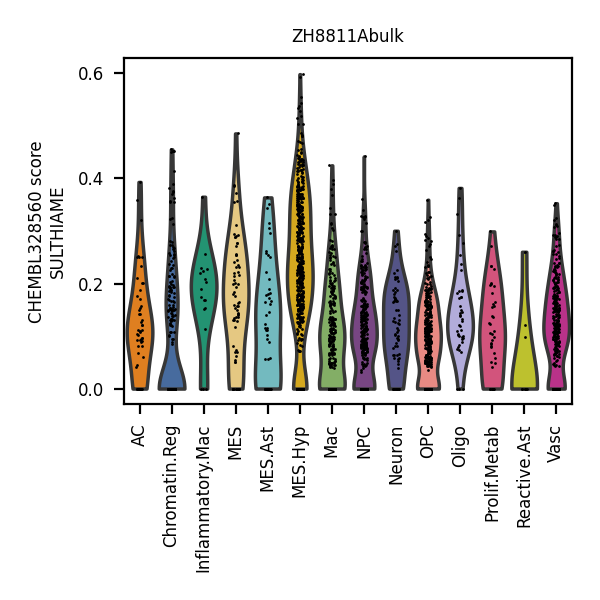 ZH8811Abulk
CHEMBL328560 score
SULTHIAME
0.6
0.4
0.2
0.0
AC
Chromatin.Reg
Inflammatory.Mac
MES
MES.Ast
MES.Hyp
Mac
NPC
Neuron
OPC
Oligo
Prolif.Metab
Reactive.Ast
Vasc